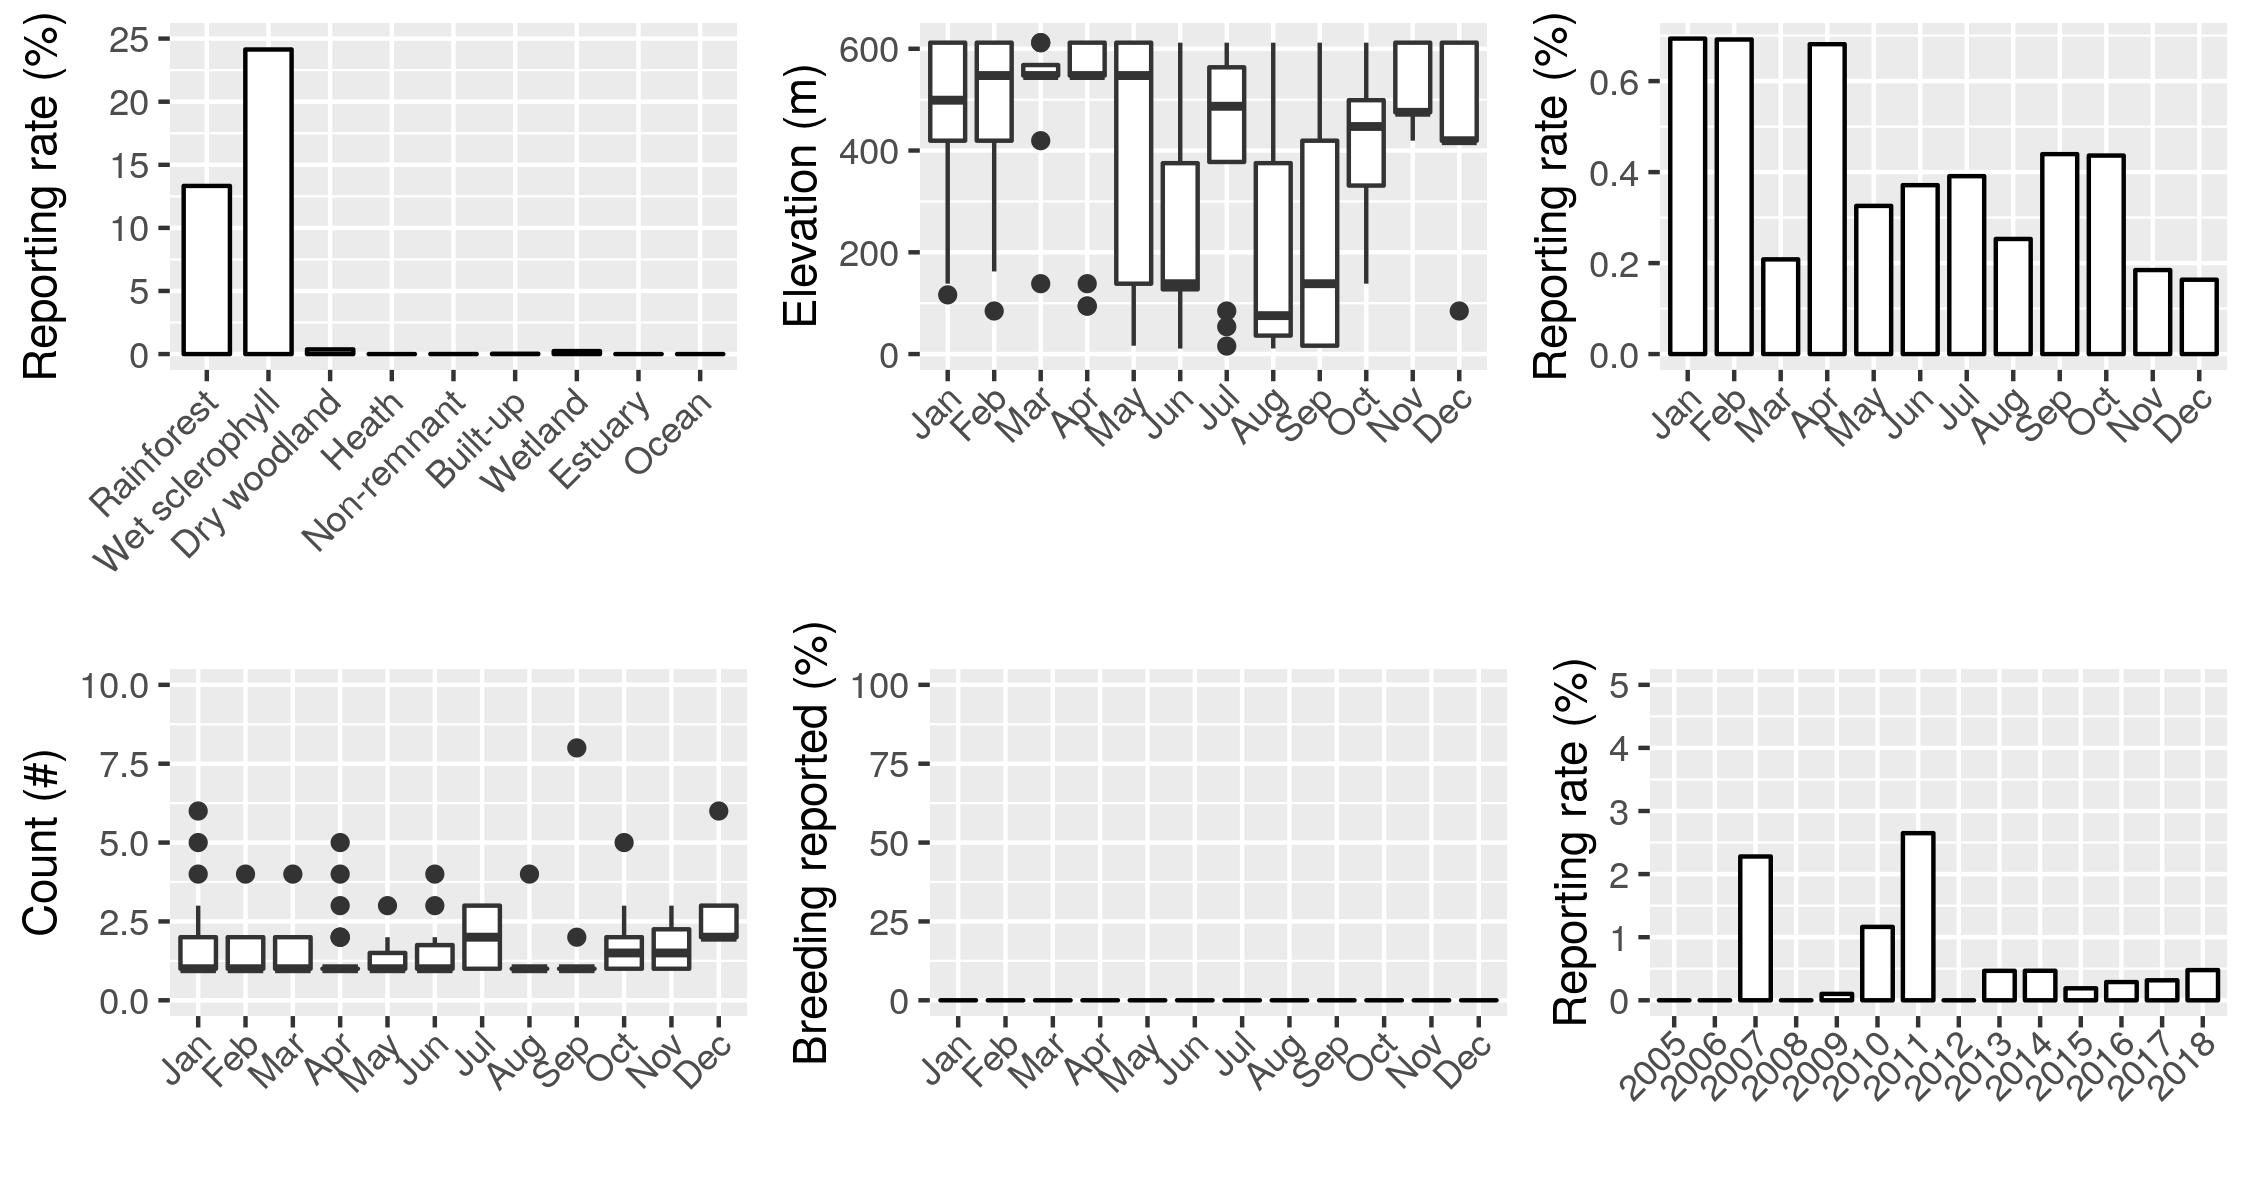 Reporting rate (%)
25
20
15
10
5
0
Rainforest
Wet sclerophyll
Dry woodland
Heath
Non-remnant
Built-up
Wetland
Estuary
Ocean
Elevation (m)
600
400
200
0
Jan
Feb
Mar
Apr
May
Jun
Jul
Aug
Sep
Oct
Nov
Dec
Reporting rate (%)
0.6
0.4
0.2
0.0
Jan
Feb
Mar
Apr
May
Jun
Jul
Aug
Sep
Oct
Nov
Dec
Count (#)
10.0
7.5
5.0
2.5
0.0
Jan
Feb
Mar
Apr
May
Jun
Jul
Aug
Sep
Oct
Nov
Dec
Breeding reported (%)
100
75
50
25
0
Jan
Feb
Mar
Apr
May
Jun
Jul
Aug
Sep
Oct
Nov
Dec
Reporting rate (%)
5
4
3
2
1
0
2005
2006
2007
2008
2009
2010
2011
2012
2013
2014
2015
2016
2017
2018